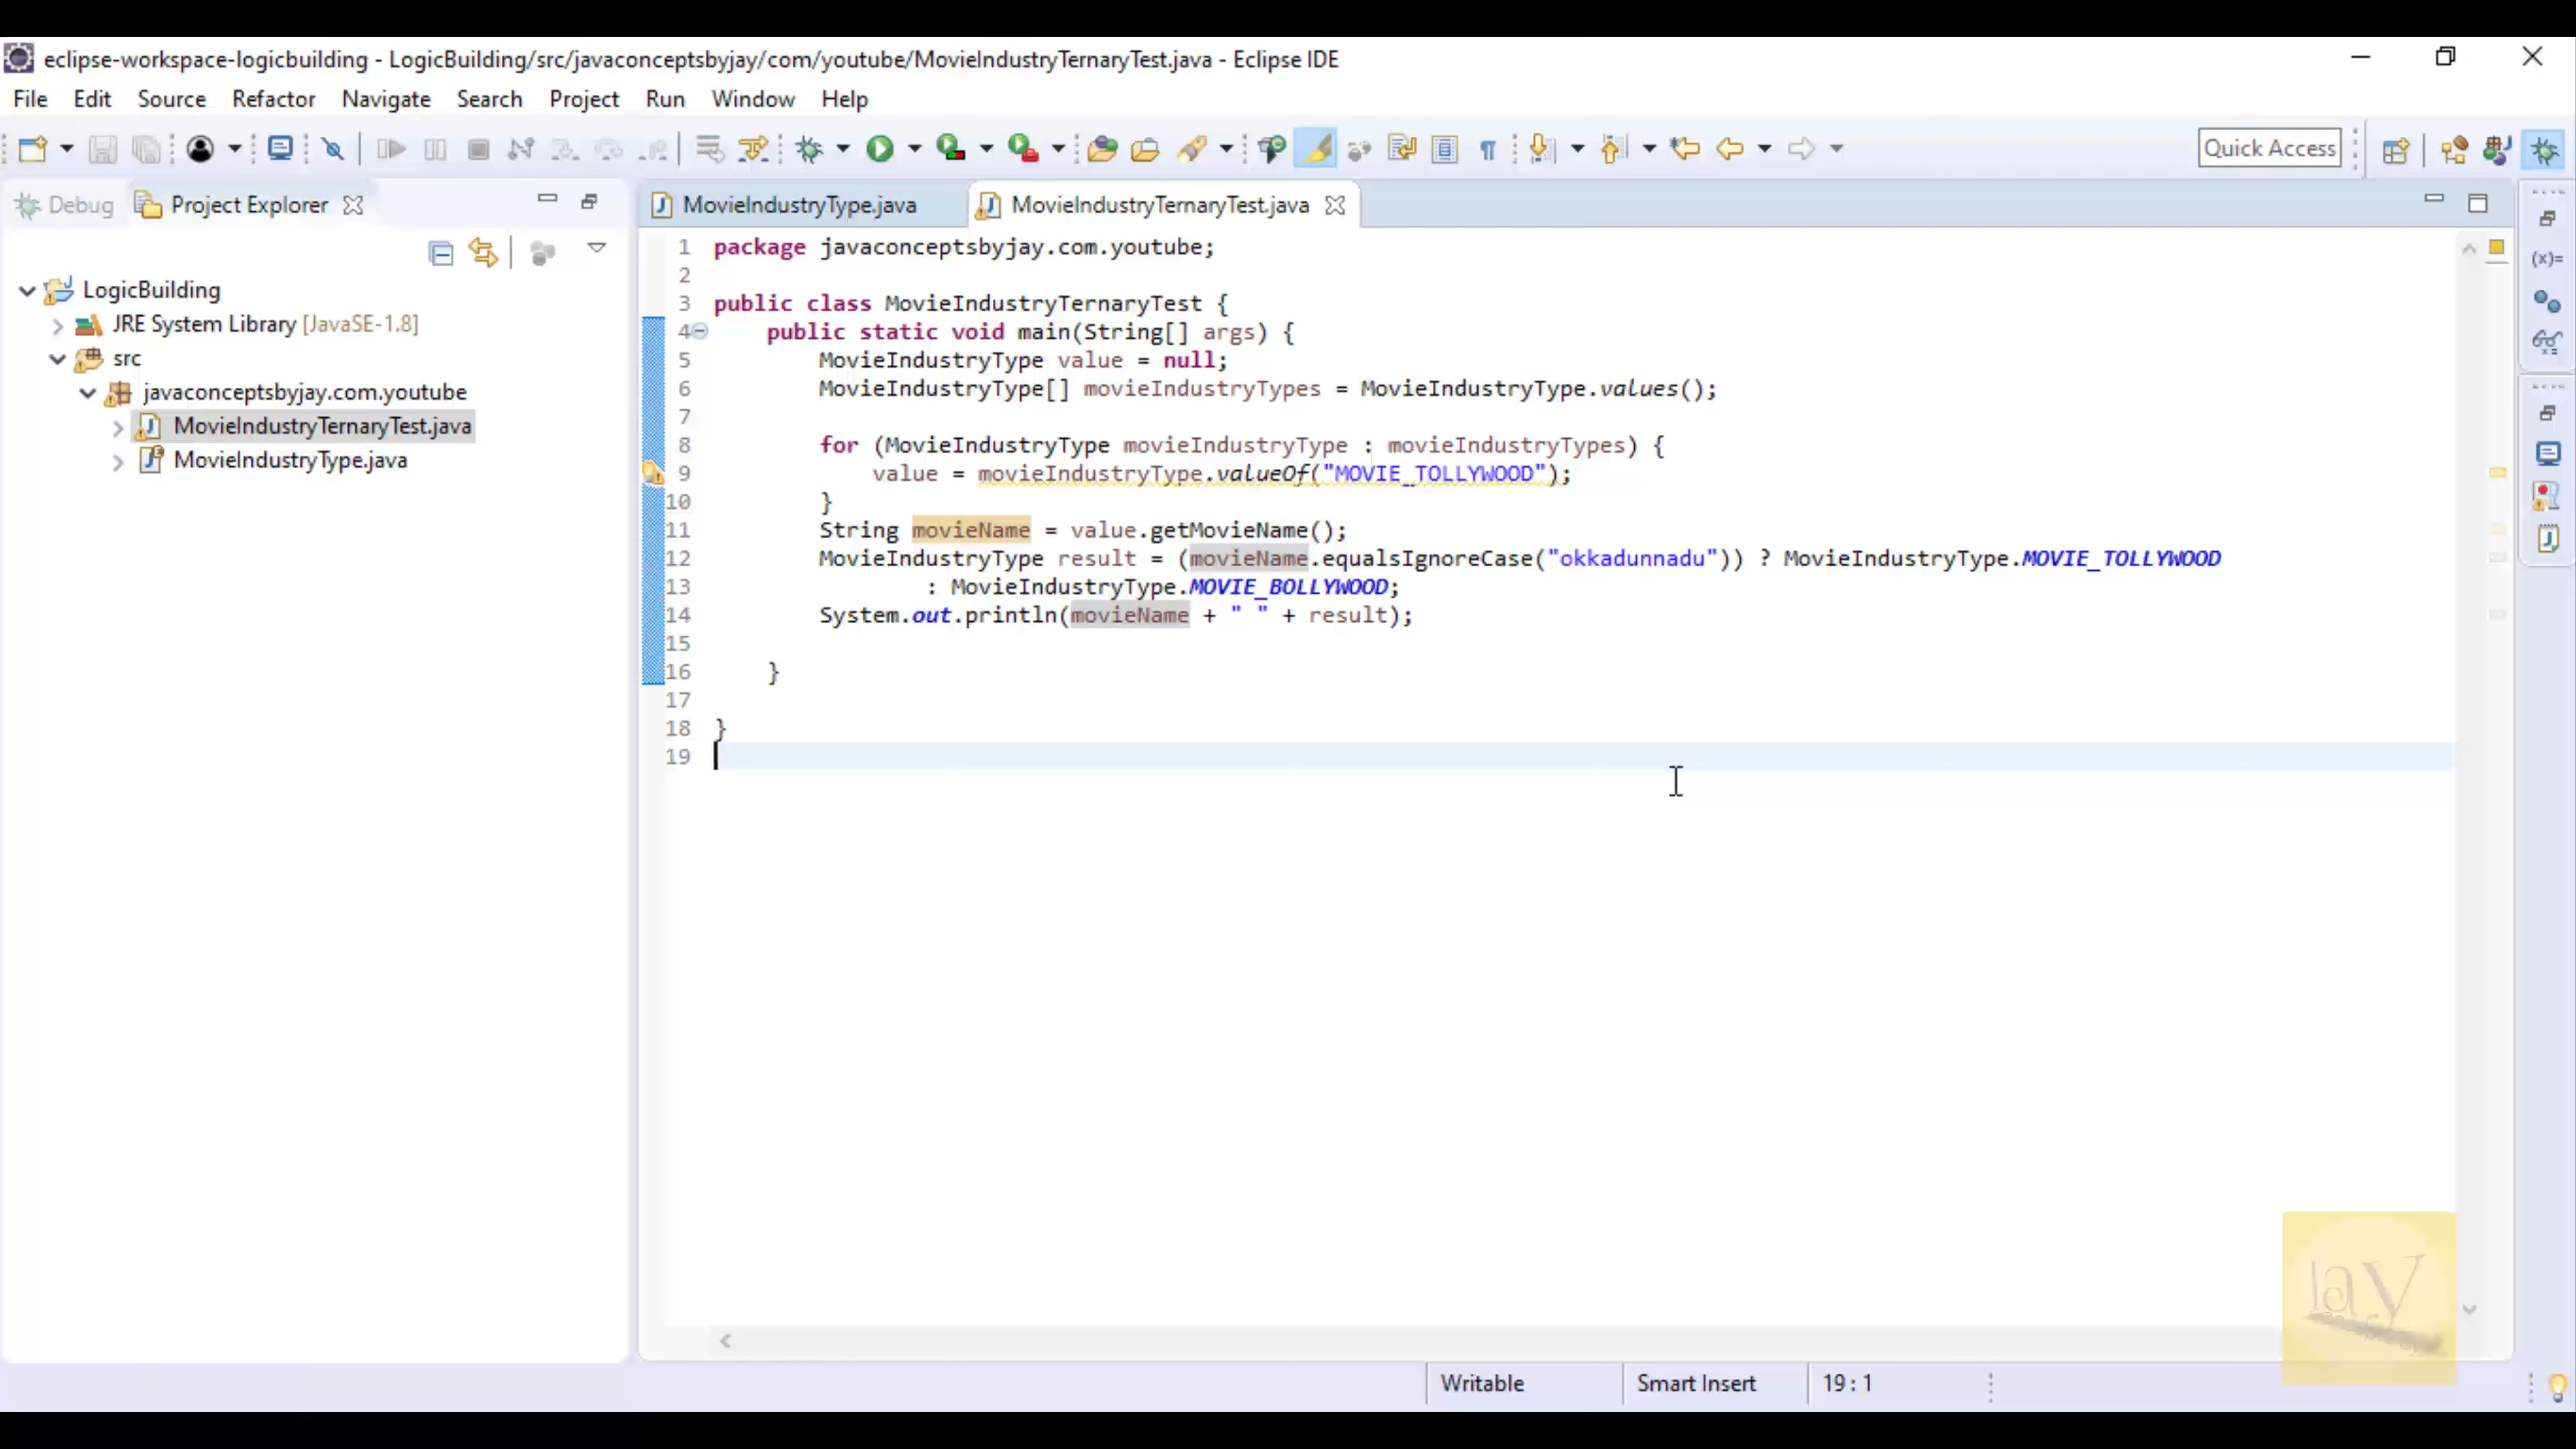 eclipse-workspace-logicbuilding - LogicBuilding/src/javaconceptsbyjay/com/youtube/MovieIndustryTernaryTest.java - Eclipse IDE
File Edit Source Refactor Navigate Search Project Run Window Help
Quick Access
Debug Project Explorer
LogicBuilding
JRE System Library [JavaSE-1.8]
src
javaconceptsbyjay.com.youtube
MovieIndustryTernaryTest.java
MovieIndustryType.java
MovieIndustryType.java MovieIndustryTernaryTest.java
1 package javaconceptsbyjay.com.youtube;
2
3 public class MovieIndustryTernaryTest {
4 public static void main(String[] args) {
5 MovieIndustryType value = null;
6 MovieIndustryType[] movieIndustryTypes = MovieIndustryType.values();
7
8 for (MovieIndustryType movieIndustryType : movieIndustryTypes) {
9 value = movieIndustryType.valueOf("MOVIE_TOLLYWOOD");
10 }
11 String movieName = value.getMovieName();
12 MovieIndustryType result = (movieName.equalsIgnoreCase("okkadunnadu")) ? MovieIndustryType.MOVIE_TOLLYWOOD
13 : MovieIndustryType.MOVIE_BOLLYWOOD;
14 System.out.println(movieName + " " + result);
15
16 }
17
18 }
19
Writable Smart Insert 19 : 1